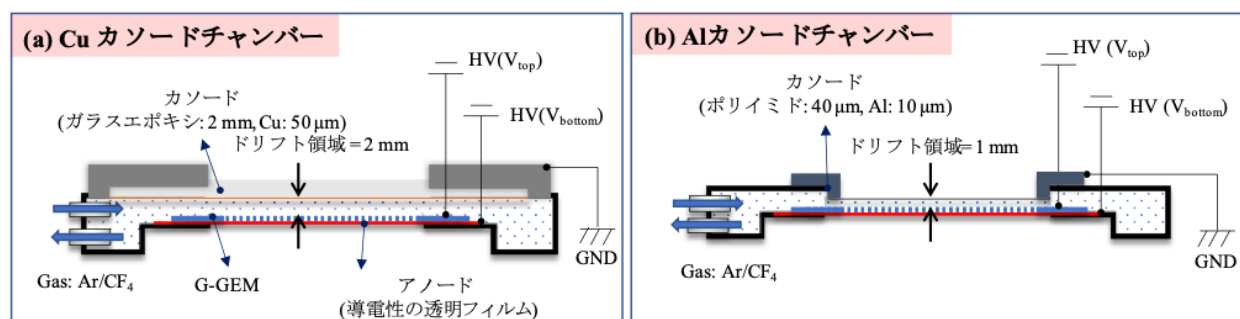 (a) Cu カソードチャンバー
HV(Vtop)
カソード
(ガラスエポキシ: 2 mm, Cu: 50 μm)
HV(Vbottom)
ドリフト領域 = 2 mm
GND
Gas: Ar/CF4
G-GEM
アノード
(導電性の透明フィルム)
(b) Alカソードチャンバー
HV (Vtop)
カソード
(ポリイミド: 40 μm, Al: 10 μm)
HV (Vbottom)
ドリフト領域= 1 mm
GND
Gas: Ar/CF4